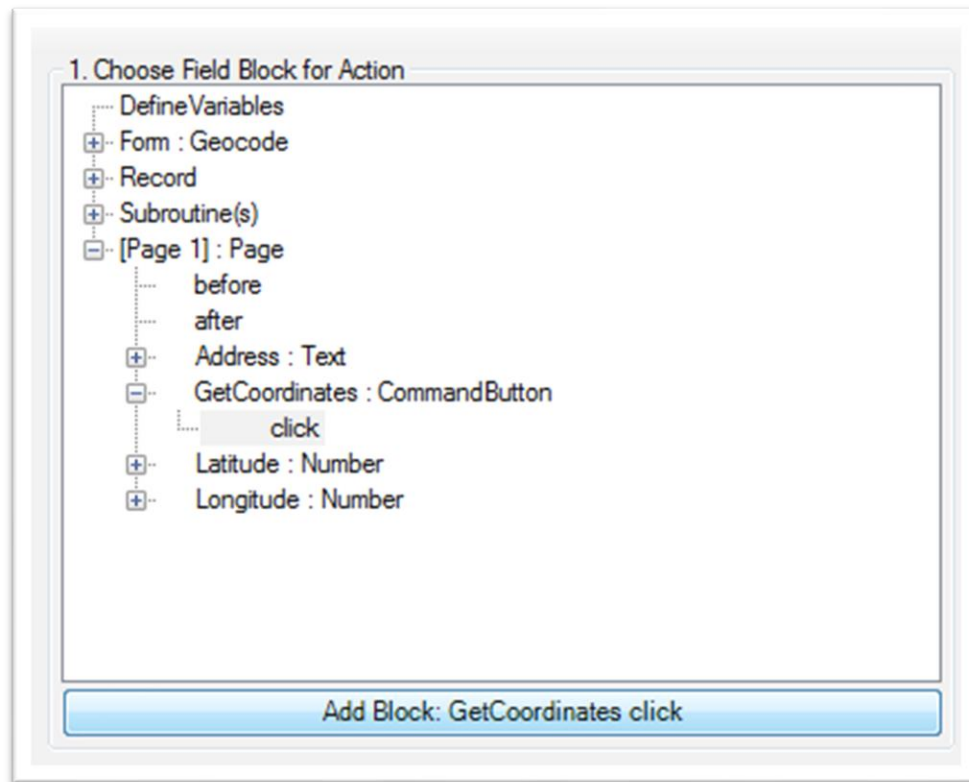 1. Choose Field Block for Action
DefineVariables
Form : Geocode
Record
Subroutine(s)
[Page 1] : Page
before
after
Address : Text
GetCoordinates : CommandButton
click
Latitude : Number
Longitude : Number
Add Block: GetCoordinates click